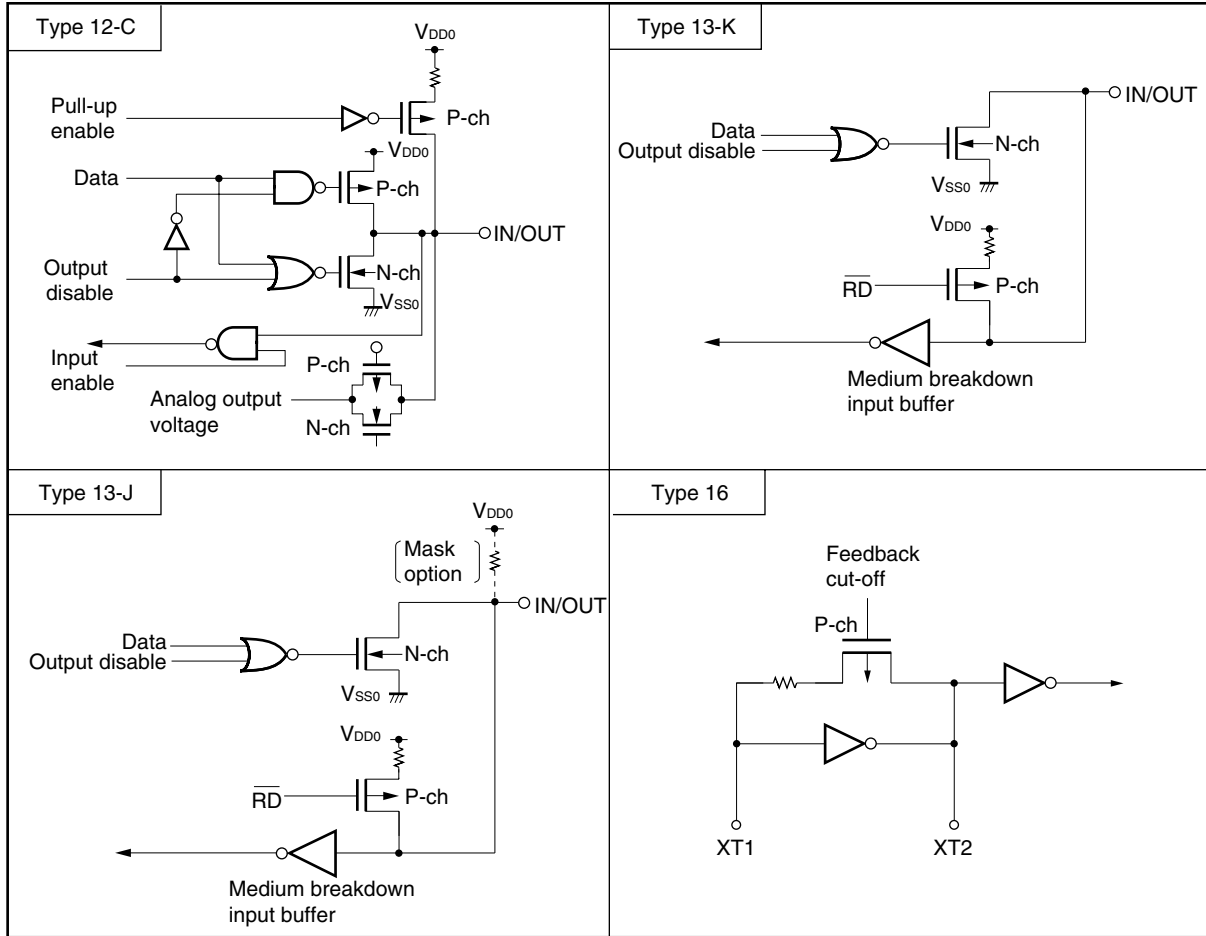 Type 12-C
VDD0
Pull-up
enable
P-ch
VDD0
Data
P-ch
IN/OUT
Output
disable
N-ch
VSS0
Input
enable
P-ch
Analog output
voltage
N-ch
Type 13-K
IN/OUT
Data
Output disable
N-ch
VSS0
VDD0
RD
P-ch
Medium breakdown
input buffer
Type 13-J
VDD0
Mask
option
IN/OUT
Data
Output disable
N-ch
VSS0
VDD0
RD
P-ch
Medium breakdown
input buffer
Type 16
Feedback
cut-off
P-ch
XT1
XT2